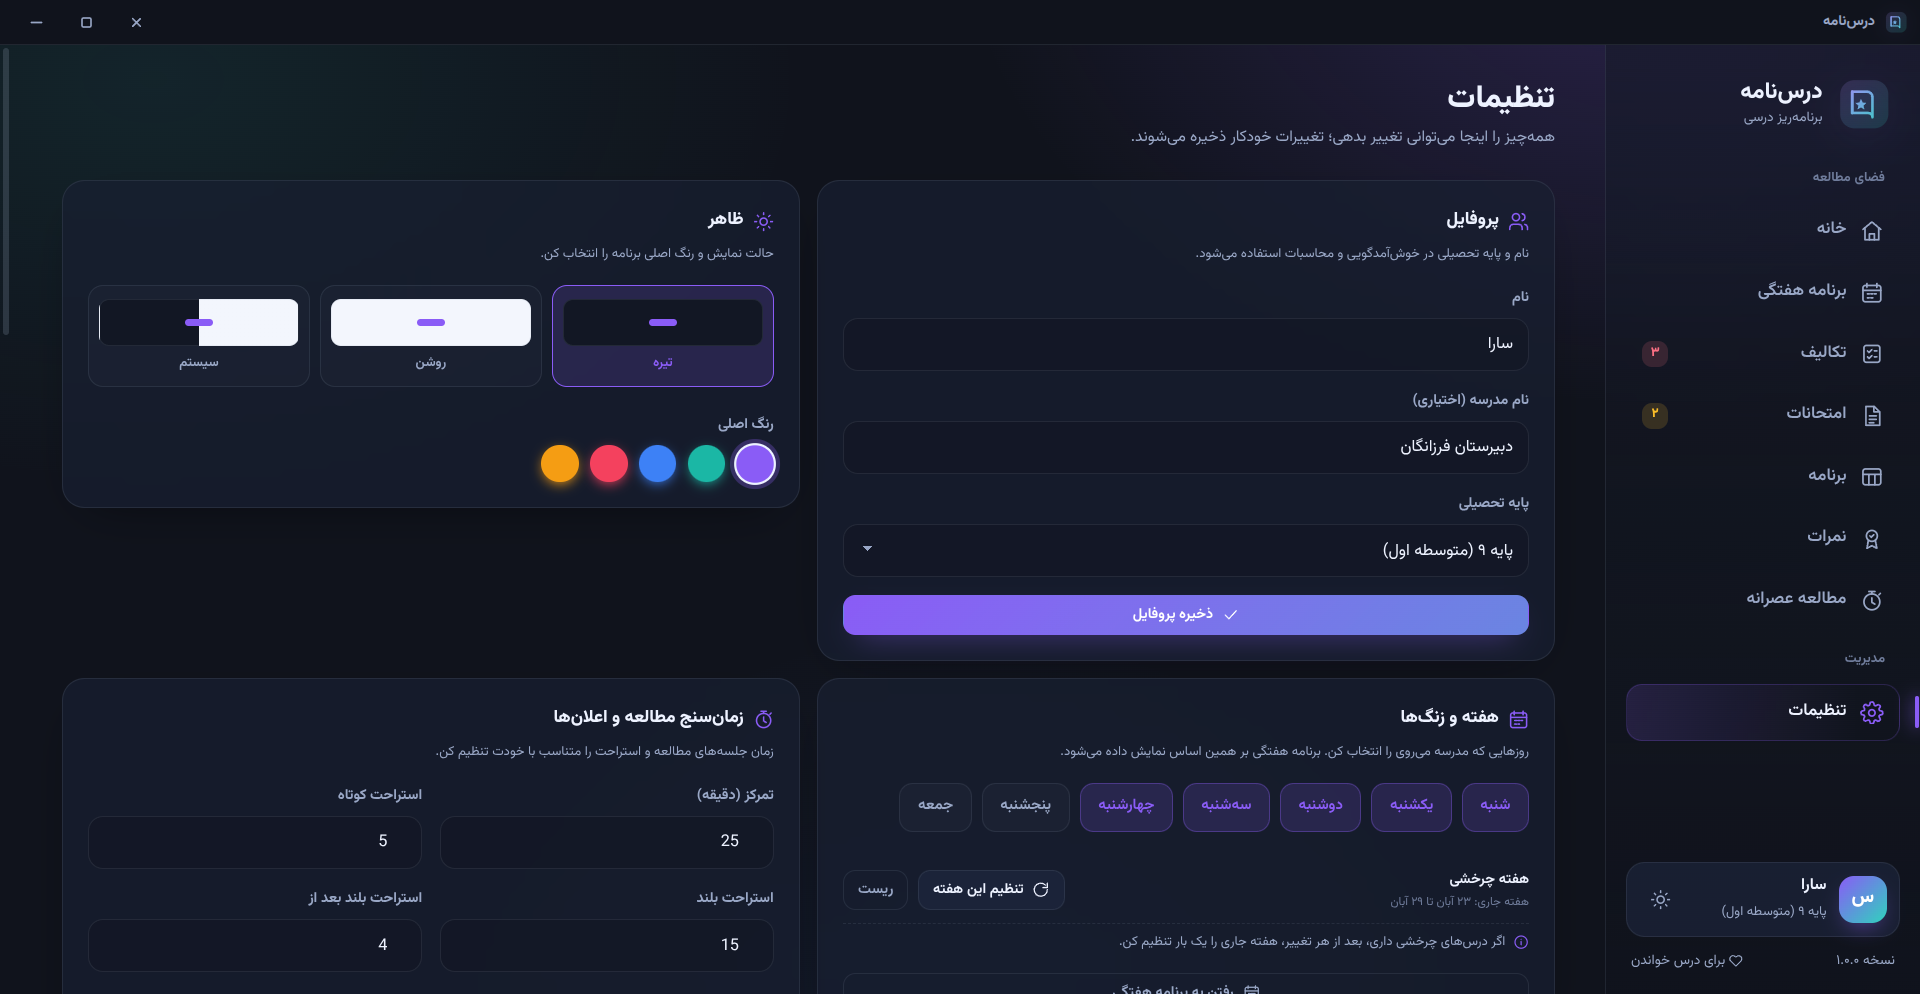 درس‌نامه
درس‌نامه
برنامه‌ریز درسی
فضای مطالعه
خانه
برنامه هفتگی
تکالیف
۳
امتحانات
۲
برنامه
نمرات
مطالعه عصرانه
مدیریت
تنظیمات
س
سارا
پایه ۹ (متوسطه اول)
نسخه ۱.۰.۰
برای درس خواندن
تنظیمات
همه‌چیز را اینجا می‌توانی تغییر بدهی؛ تغییرات خودکار ذخیره می‌شوند.
پروفایل
نام و پایه تحصیلی در خوش‌آمدگویی و محاسبات استفاده می‌شود.
نام
سارا
نام مدرسه (اختیاری)
دبیرستان فرزانگان
پایه تحصیلی
پایه ۹ (متوسطه اول)
ذخیره پروفایل
ظاهر
حالت نمایش و رنگ اصلی برنامه را انتخاب کن.
تیره
روشن
سیستم
رنگ اصلی
هفته و زنگ‌ها
روزهایی که مدرسه می‌روی را انتخاب کن. برنامه هفتگی بر همین اساس نمایش داده می‌شود.
شنبه
یکشنبه
دوشنبه
سه‌شنبه
چهارشنبه
پنجشنبه
جمعه
هفته چرخشی
هفته جاری: ۲۳ آبان تا ۲۹ آبان
تنظیم این هفته
ریست
اگر درس‌های چرخشی داری، بعد از هر تغییر، هفته جاری را یک بار تنظیم کن.
رفتن به برنامه هفتگی
زمان‌سنج مطالعه و اعلان‌ها
زمان جلسه‌های مطالعه و استراحت را متناسب با خودت تنظیم کن.
تمرکز (دقیقه)
25
استراحت کوتاه
5
استراحت بلند
15
استراحت بلند بعد از
4